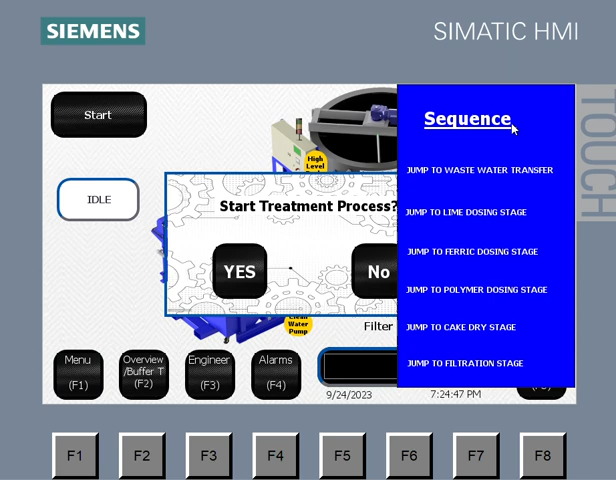 SIEMENS
SIMATIC HMI
TOUCH
Start
Sequence
High
Level
JUMP TO WASTE WATER TRANSFER
IDLE
Start Treatment Process?
JUMP TO LIME DOSING STAGE
JUMP TO FERRIC DOSING STAGE
YES
No
JUMP TO POLYMER DOSING STAGE
Clean
Water
Pump
Filter
JUMP TO CAKE DRY STAGE
Menu
(F1)
Overview
/Buffer T
(F2)
Engineer
(F3)
Alarms
(F4)
JUMP TO FILTRATION STAGE
9/24/2023
7:24:47 PM
F1
F2
F3
F4
F5
F6
F7
F8